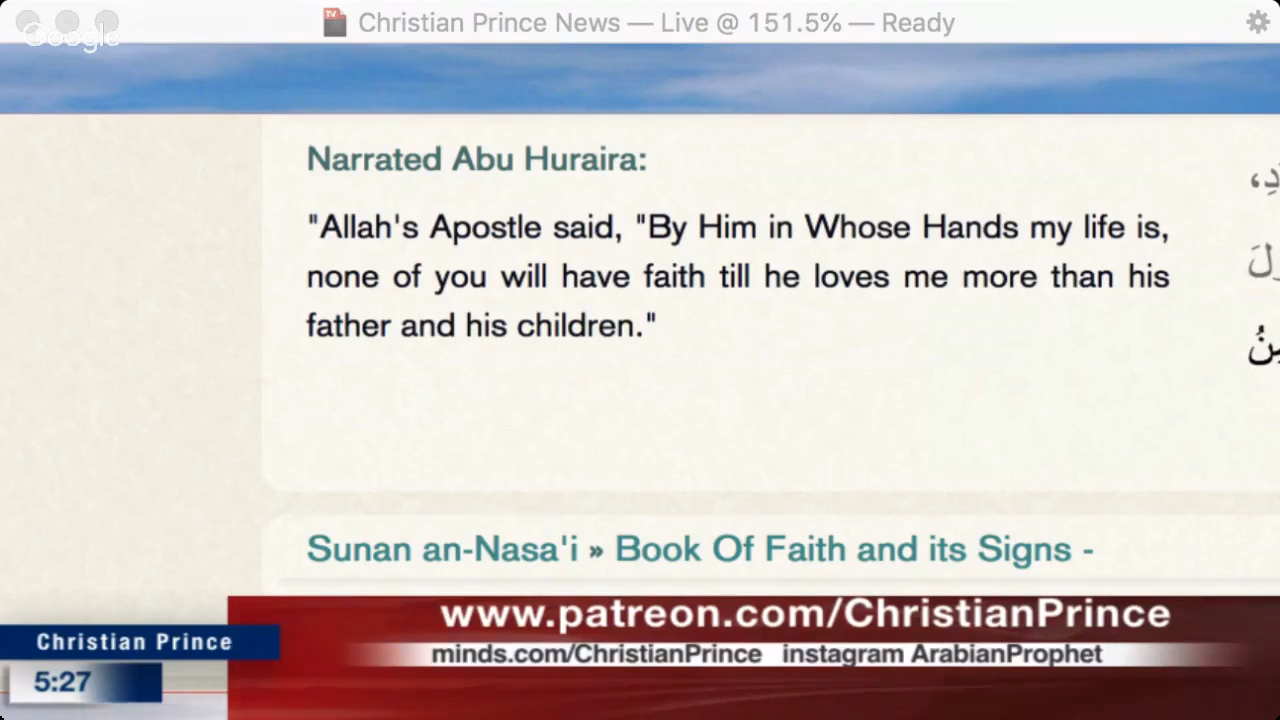 Christian Prince News — Live @ 151.5% — Ready
Google
Narrated Abu Huraira:
"Allah's Apostle said, "By Him in Whose Hands my life is,
none of you will have faith till he loves me more than his
father and his children."
Sunan an-Nasa'i » Book Of Faith and its Signs -
www.patreon.com/ChristianPrince
minds.com/ChristianPrince instagram ArabianProphet
Christian Prince
5:27